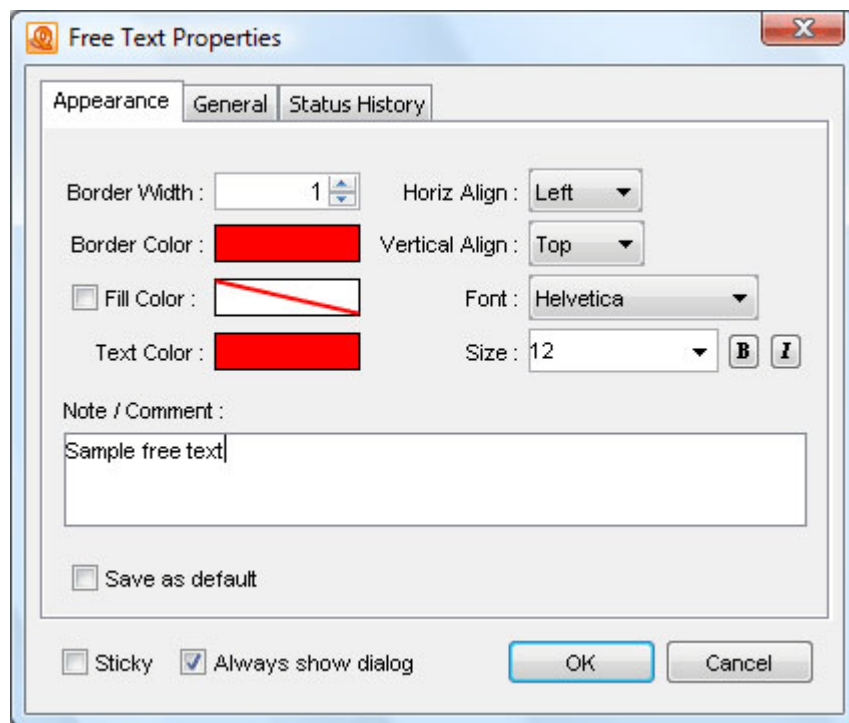 Free Text Properties
Appearance General Status History
Border Width : 1 Horiz Align : Left
Border Color : Vertical Align : Top
Fill Color : Font : Helvetica
Text Color : Size : 12 B I
Note / Comment :
Sample free text
Save as default
Sticky Always show dialog OK Cancel